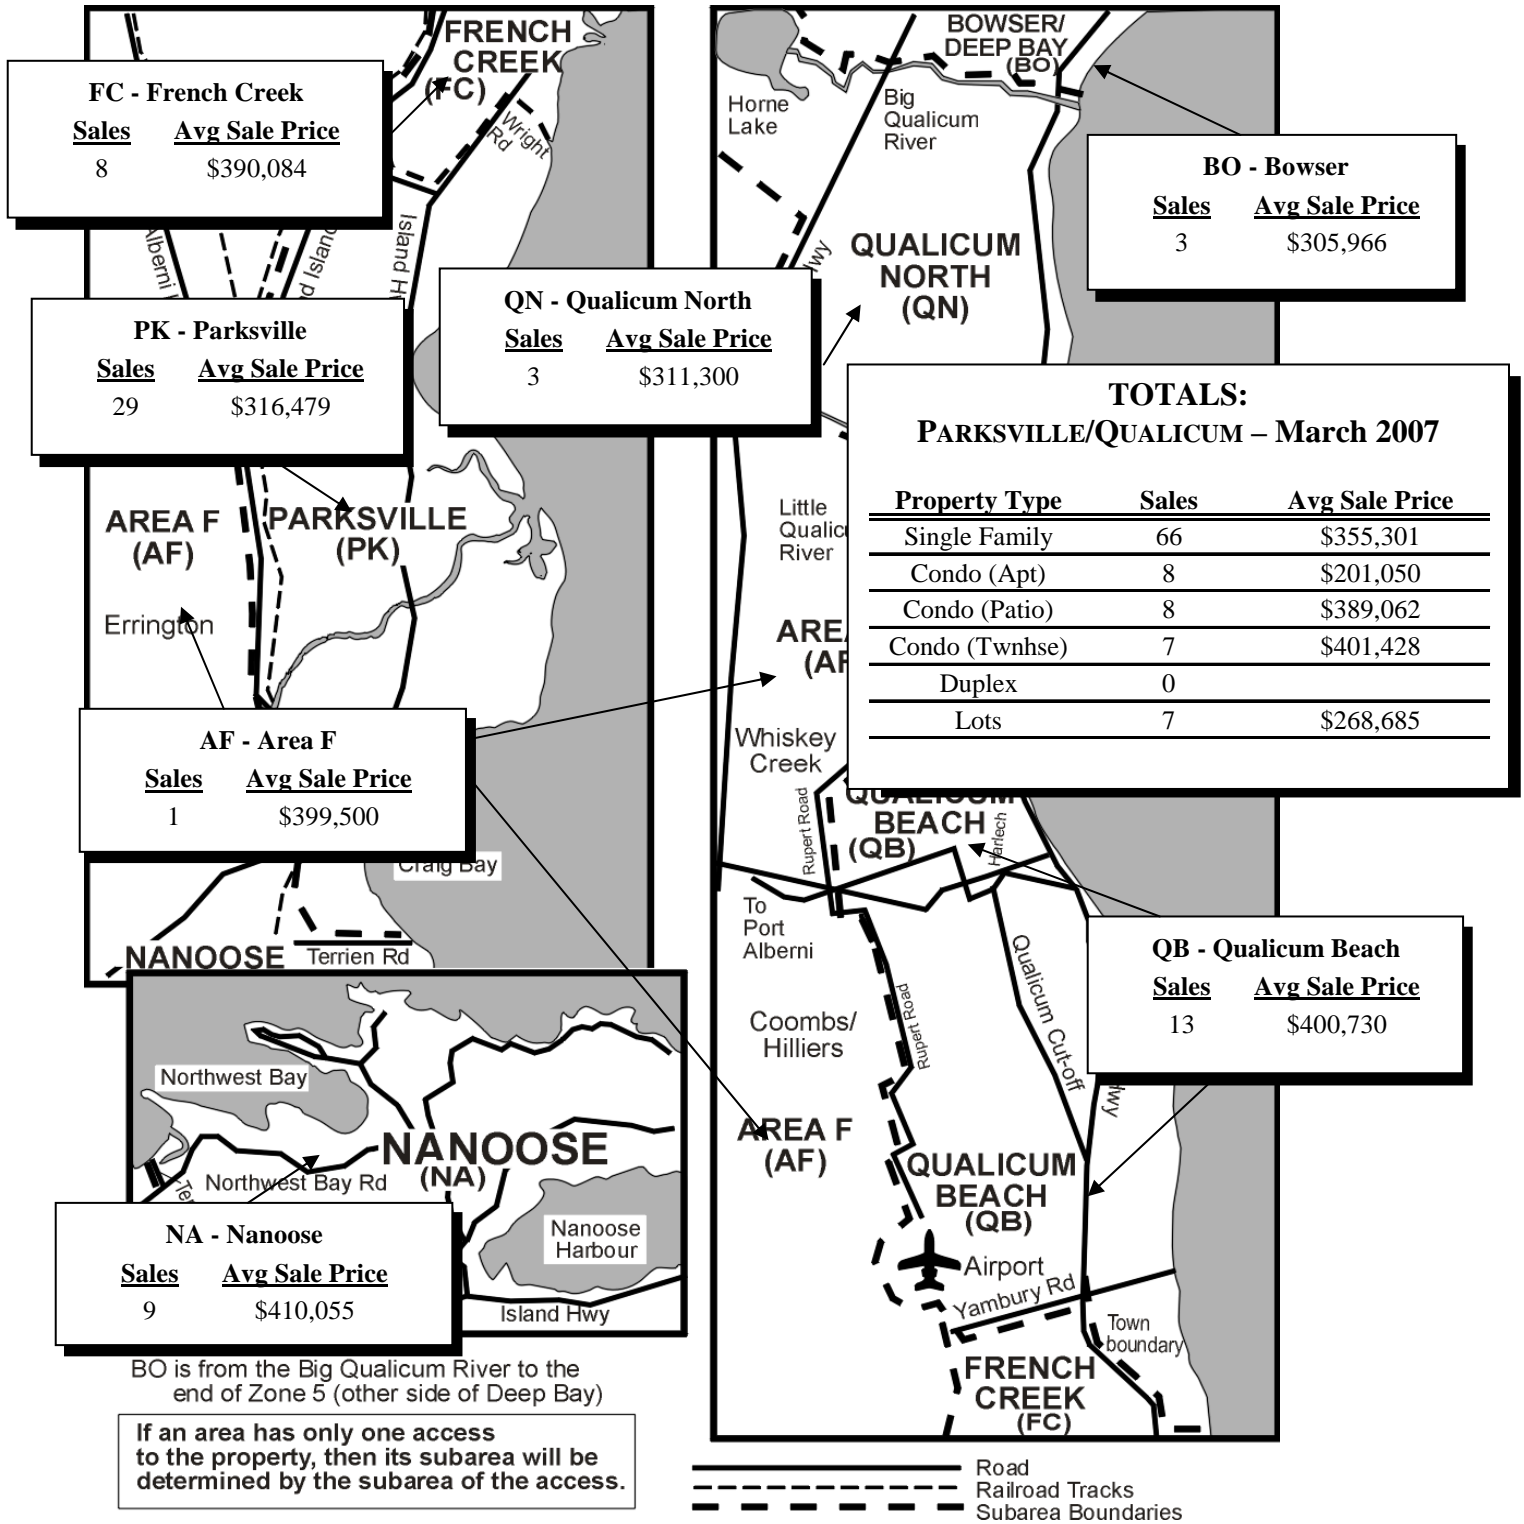 FRENCH
CREEK
(FC)
Wright
Rd
FC - French Creek
Sales Avg Sale Price
8 $390,084
Alberni
Island
PK - Parksville
Sales Avg Sale Price
29 $316,479
AREA F
(AF)
Errington
PARKSVILLE
(PK)
AF - Area F
Sales Avg Sale Price
1 $399,500
Craig Bay
NANOOSE
Terrien Rd
Northwest Bay
NANOOSE
(NA)
Northwest Bay Rd
Nanoose
Harbour
Island Hwy
NA - Nanoose
Sales Avg Sale Price
9 $410,055
BO is from the Big Qualicum River to the
end of Zone 5 (other side of Deep Bay)
If an area has only one access
to the property, then its subarea will be
determined by the subarea of the access.
BOWSER/
DEEP BAY
(BO)
Horne
Lake
Big
Qualicum
River
BO - Bowser
Sales Avg Sale Price
3 $305,966
QUALICUM
NORTH
(QN)
Hwy
QN - Qualicum North
Sales Avg Sale Price
3 $311,300
TOTALS:
PARKSVILLE/QUALICUM – March 2007
Property Type Sales Avg Sale Price
Single Family 66 $355,301
Condo (Apt) 8 $201,050
Condo (Patio) 8 $389,062
Condo (Twnhse) 7 $401,428
Duplex 0
Lots 7 $268,685
Little
River
Whiskey
Creek
Rupert Road
QUALICUM
BEACH
(QB)
Harlech
To
Port
Alberni
Qualicum Cut-off
QB - Qualicum Beach
Sales Avg Sale Price
13 $400,730
Coombs/
Hilliers
Rupert Road
Hwy
AREA F
(AF)
QUALICUM
BEACH
(QB)
Airport
Yambury Rd
Town
boundary
FRENCH
CREEK
(FC)
Road
Railroad Tracks
Subarea Boundaries